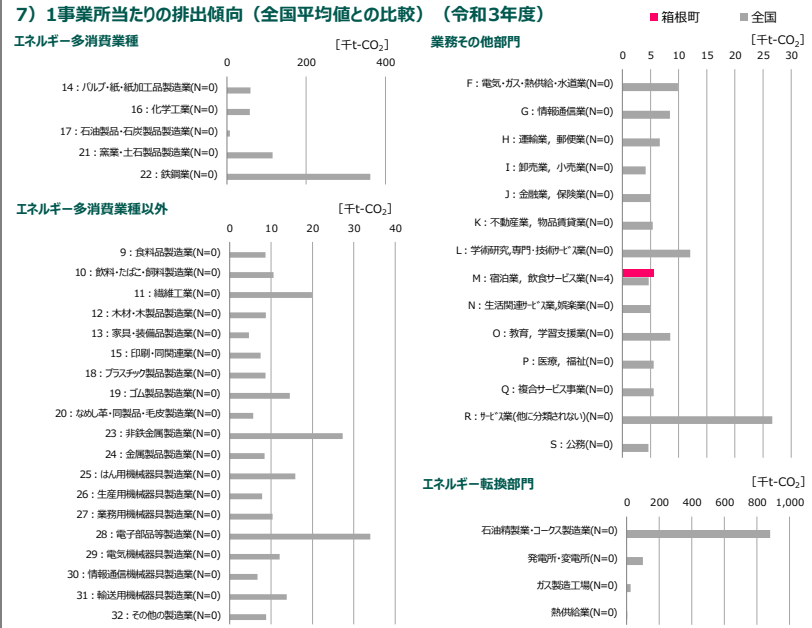 7）1事業所当たりの排出傾向（全国平均値との比較）（令和3年度）
■箱根町 ■全国
エネルギー多消費業種 [千t-CO₂]
0 200 400
14：パルプ・紙・紙加工品製造業(N=0)
16：化学工業(N=0)
17：石油製品・石炭製品製造業(N=0)
21：窯業・土石製品製造業(N=0)
22：鉄鋼業(N=0)
エネルギー多消費業種以外 [千t-CO₂]
0 10 20 30 40
9：食料品製造業(N=0)
10：飲料・たばこ・飼料製造業(N=0)
11：繊維工業(N=0)
12：木材・木製品製造業(N=0)
13：家具・装備品製造業(N=0)
15：印刷・同関連業(N=0)
18：プラスチック製品製造業(N=0)
19：ゴム製品製造業(N=0)
20：なめし革・同製品・毛皮製造業(N=0)
23：非鉄金属製造業(N=0)
24：金属製品製造業(N=0)
25：はん用機械器具製造業(N=0)
26：生産用機械器具製造業(N=0)
27：業務用機械器具製造業(N=0)
28：電子部品等製造業(N=0)
29：電気機械器具製造業(N=0)
30：情報通信機械器具製造業(N=0)
31：輸送用機械器具製造業(N=0)
32：その他の製造業(N=0)
業務その他部門 [千t-CO₂]
0 5 10 15 20 25 30
F：電気・ガス・熱供給・水道業(N=0)
G：情報通信業(N=0)
H：運輸業，郵便業(N=0)
I：卸売業，小売業(N=0)
J：金融業，保険業(N=0)
K：不動産業，物品賃貸業(N=0)
L：学術研究,専門・技術ｻｰﾋﾞｽ業(N=0)
M：宿泊業，飲食サービス業(N=4)
N：生活関連ｻｰﾋﾞｽ業,娯楽業(N=0)
O：教育，学習支援業(N=0)
P：医療，福祉(N=0)
Q：複合サービス事業(N=0)
R：ｻｰﾋﾞｽ業(他に分類されない)(N=0)
S：公務(N=0)
エネルギー転換部門 [千t-CO₂]
0 200 400 600 800 1,000
石油精製業・コークス製造業(N=0)
発電所・変電所(N=0)
ガス製造工場(N=0)
熱供給業(N=0)